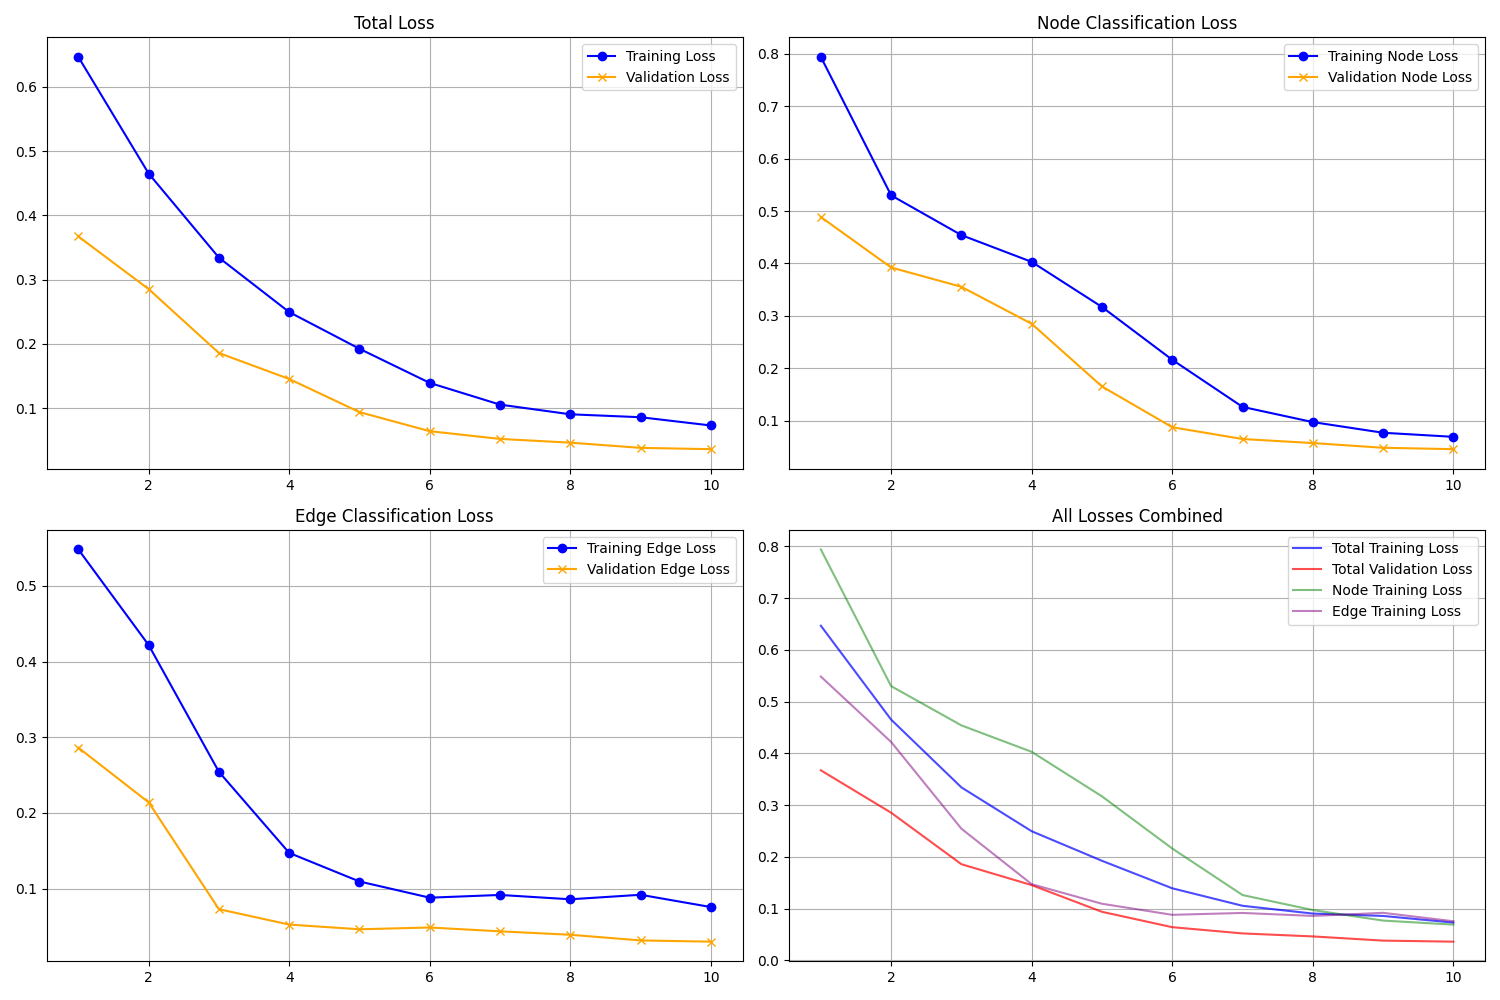 Total Loss
Training Loss
Validation Loss
0.6
0.5
0.4
0.3
0.2
0.1
2 4 6 8 10
Node Classification Loss
Training Node Loss
Validation Node Loss
0.8
0.7
0.6
0.5
0.4
0.3
0.2
0.1
2 4 6 8 10
Edge Classification Loss
Training Edge Loss
Validation Edge Loss
0.5
0.4
0.3
0.2
0.1
2 4 6 8 10
All Losses Combined
Total Training Loss
Total Validation Loss
Node Training Loss
Edge Training Loss
0.8
0.7
0.6
0.5
0.4
0.3
0.2
0.1
0.0
2 4 6 8 10